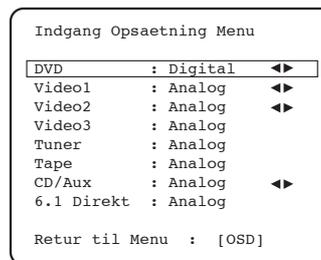 Indgang Opsaetning Menu
DVD : Digital ◀▶
Video1 : Analog ◀▶
Video2 : Analog ◀▶
Video3 : Analog
Tuner : Analog
Tape : Analog
CD/Aux : Analog ◀▶
6.1 Direkt : Analog
Retur til Menu : [OSD]